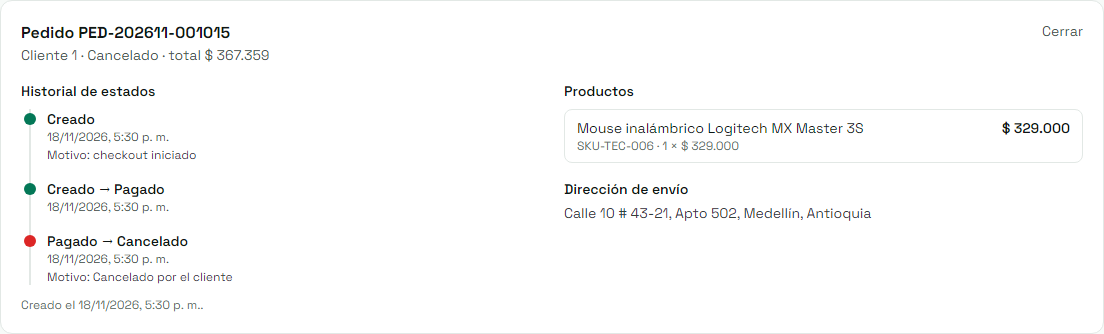 Pedido PED-202611-001015
Cerrar
Cliente 1 · Cancelado · total $ 367.359
Historial de estados
Creado
18/11/2026, 5:30 p. m.
Motivo: checkout iniciado
Creado → Pagado
18/11/2026, 5:30 p. m.
Pagado → Cancelado
18/11/2026, 5:30 p. m.
Motivo: Cancelado por el cliente
Creado el 18/11/2026, 5:30 p. m..
Productos
Mouse inalámbrico Logitech MX Master 3S
$ 329.000
SKU-TEC-006 · 1 × $ 329.000
Dirección de envío
Calle 10 # 43-21, Apto 502, Medellín, Antioquia